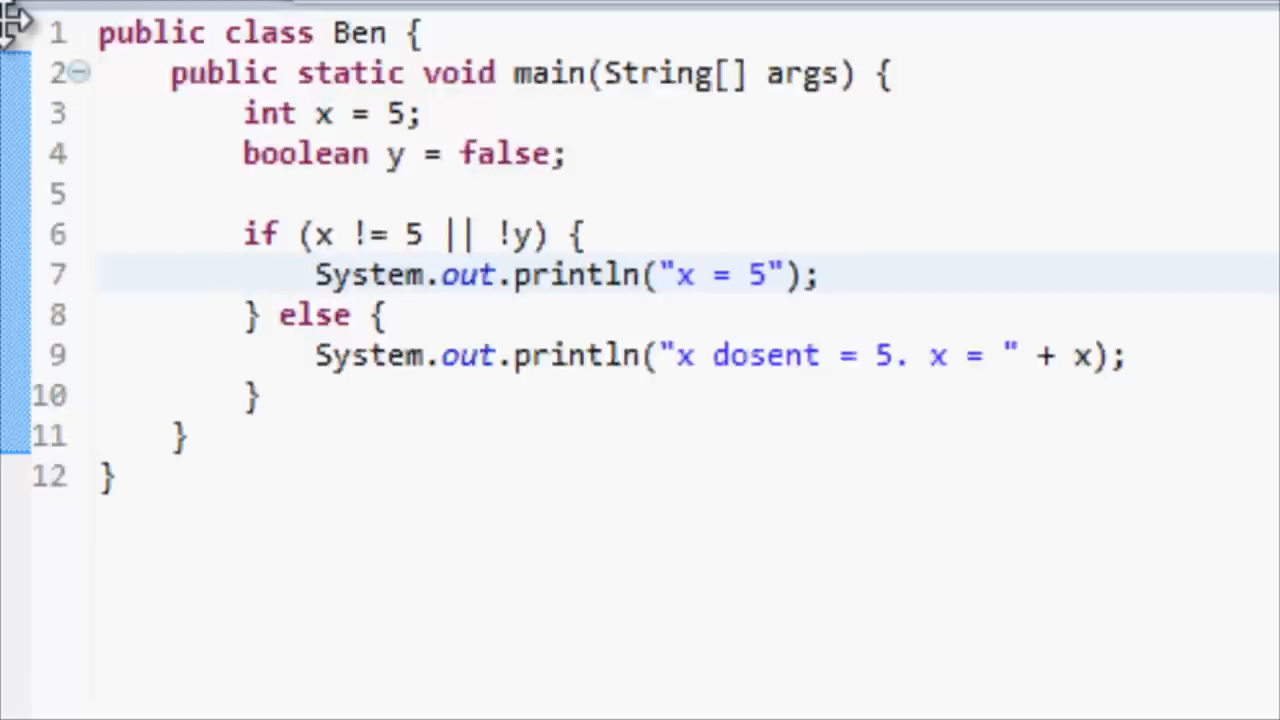 1 public class Ben {
2 public static void main(String[] args) {
3 int x = 5;
4 boolean y = false;
5
6 if (x != 5 || !y) {
7 System.out.println("x = 5");
8 } else {
9 System.out.println("x dosent = 5. x = " + x);
10 }
11 }
12 }